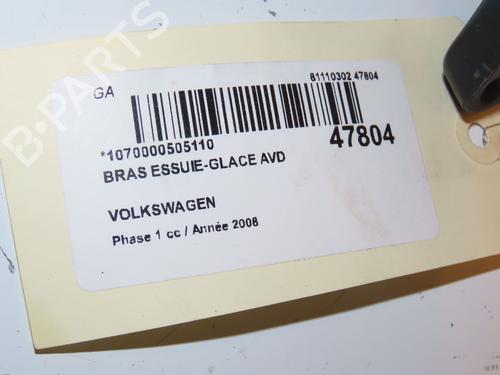 B-PARTS
GA
81110302 47804
*1070000505110
47804
BRAS ESSUIE-GLACE AVD
VOLKSWAGEN
Phase 1 cc / Année 2008